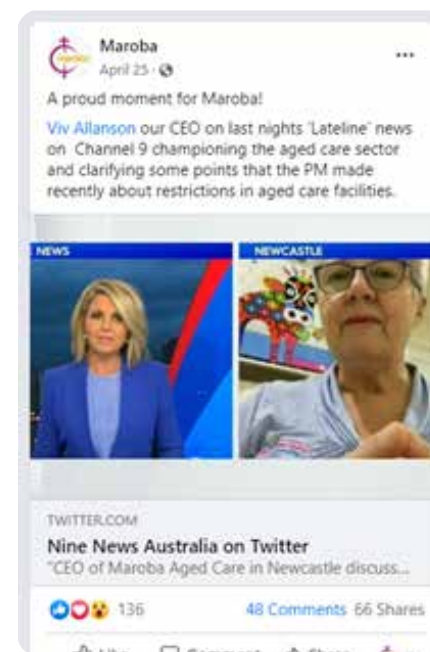 Maroba
April 25 ·
A proud moment for Maroba!
Viv Allanson our CEO on last nights 'Lateline' news
on Channel 9 championing the aged care sector
and clarifying some points that the PM made
recently about restrictions in aged care facilities.
NEWS
NEWCASTLE
TWITTER.COM
Nine News Australia on Twitter
"CEO of Maroba Aged Care in Newcastle discuss...
136 48 Comments 66 Shares
Like Comment Share